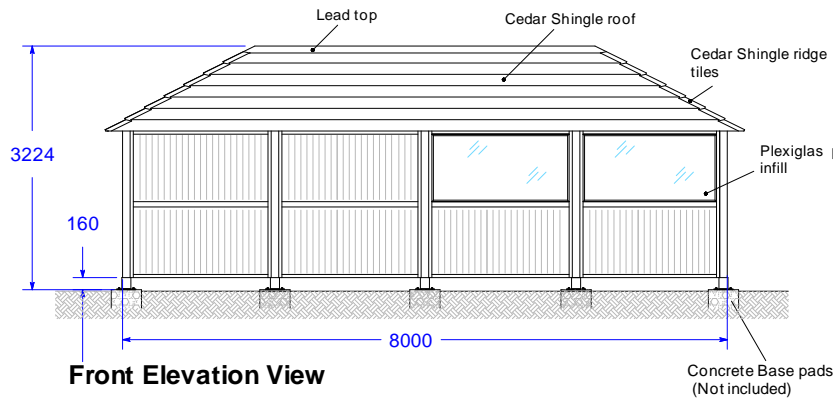 Lead top
Cedar Shingle roof
Cedar Shingle ridge
tiles
3224
Plexiglas
infill
160
8000
Front Elevation View
Concrete Base pads
(Not included)